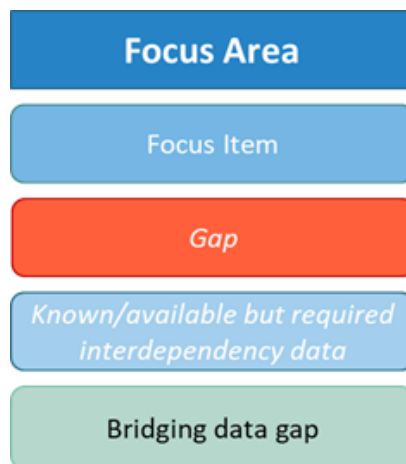 Focus Area
Focus Item
Gap
Known/available but required
interdependency data
Bridging data gap